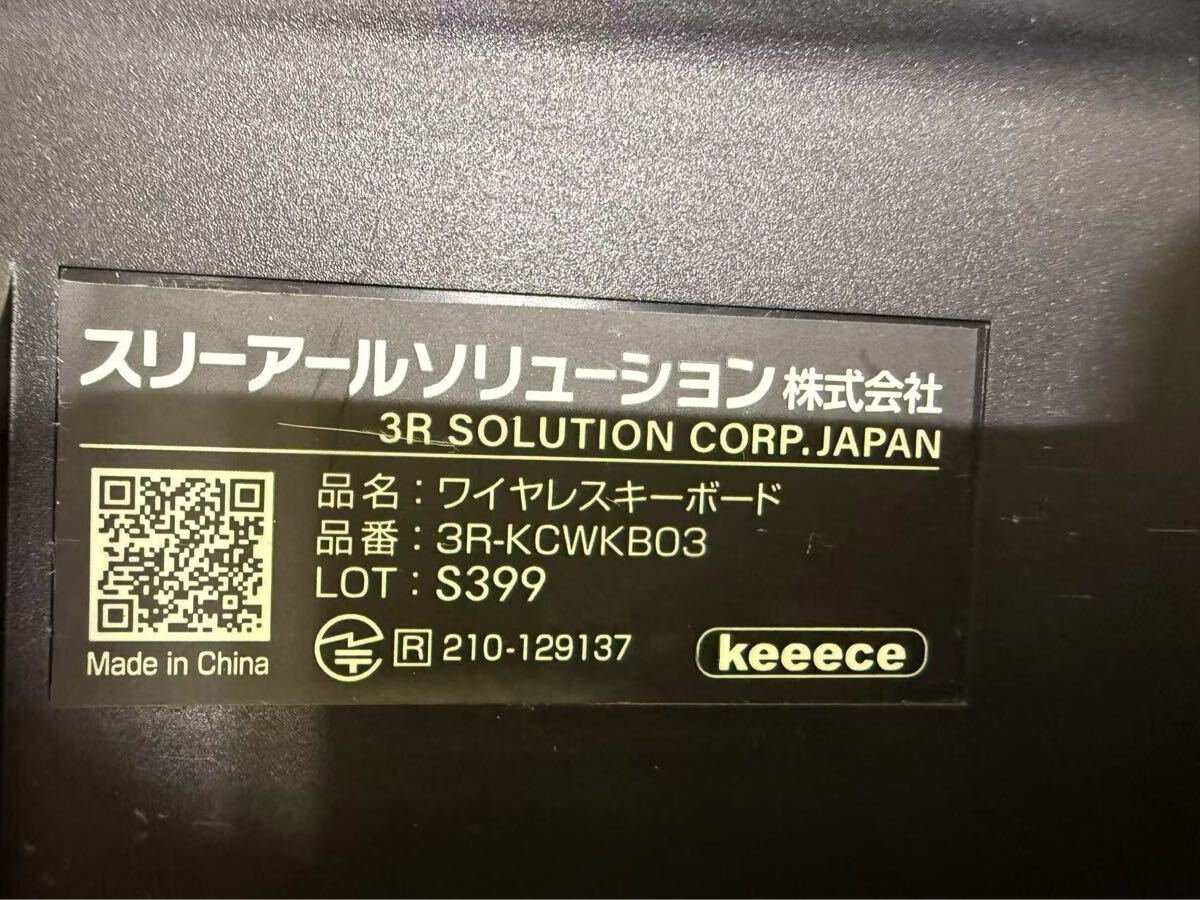 スリーアールソリューション株式会社
3R SOLUTION CORP. JAPAN
品名：ワイヤレスキーボード
品番：3R-KCWKB03
LOT：S399
R 210-129137
keeece
Made in China